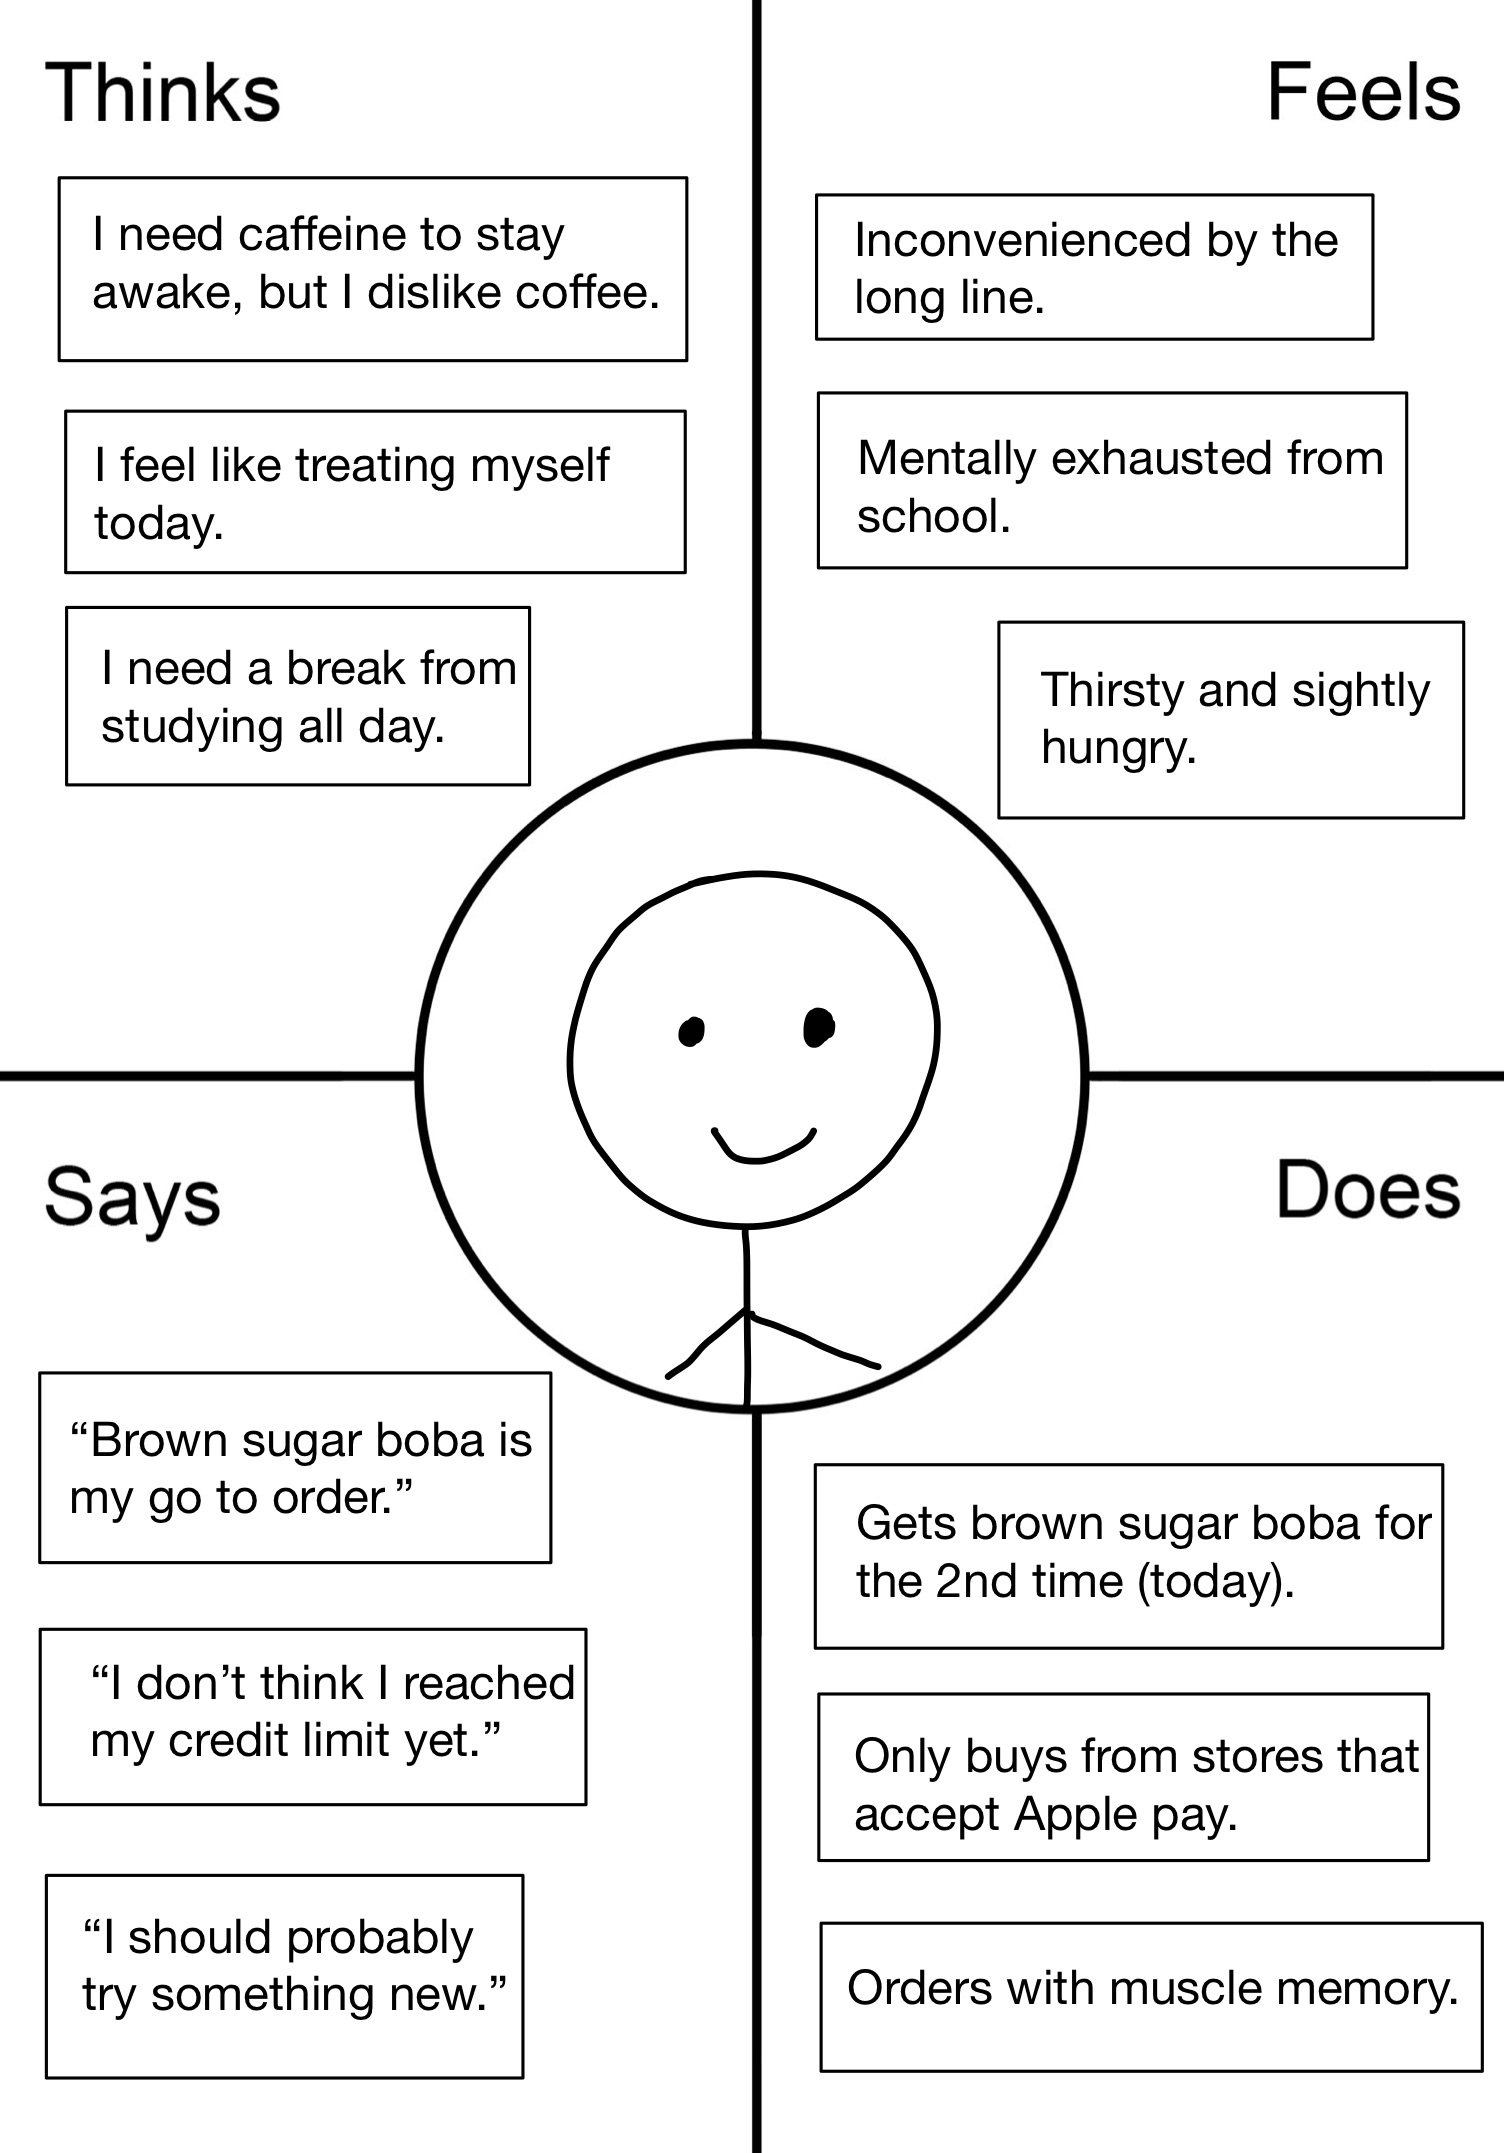 Thinks
I need caffeine to stay
awake, but I dislike coffee.
I feel like treating myself
today.
I need a break from
studying all day.
Feels
Inconvenienced by the
long line.
Mentally exhausted from
school.
Thirsty and sightly
hungry.
Says
“Brown sugar boba is
my go to order.”
“I don’t think I reached
my credit limit yet.”
“I should probably
try something new.”
Does
Gets brown sugar boba for
the 2nd time (today).
Only buys from stores that
accept Apple pay.
Orders with muscle memory.